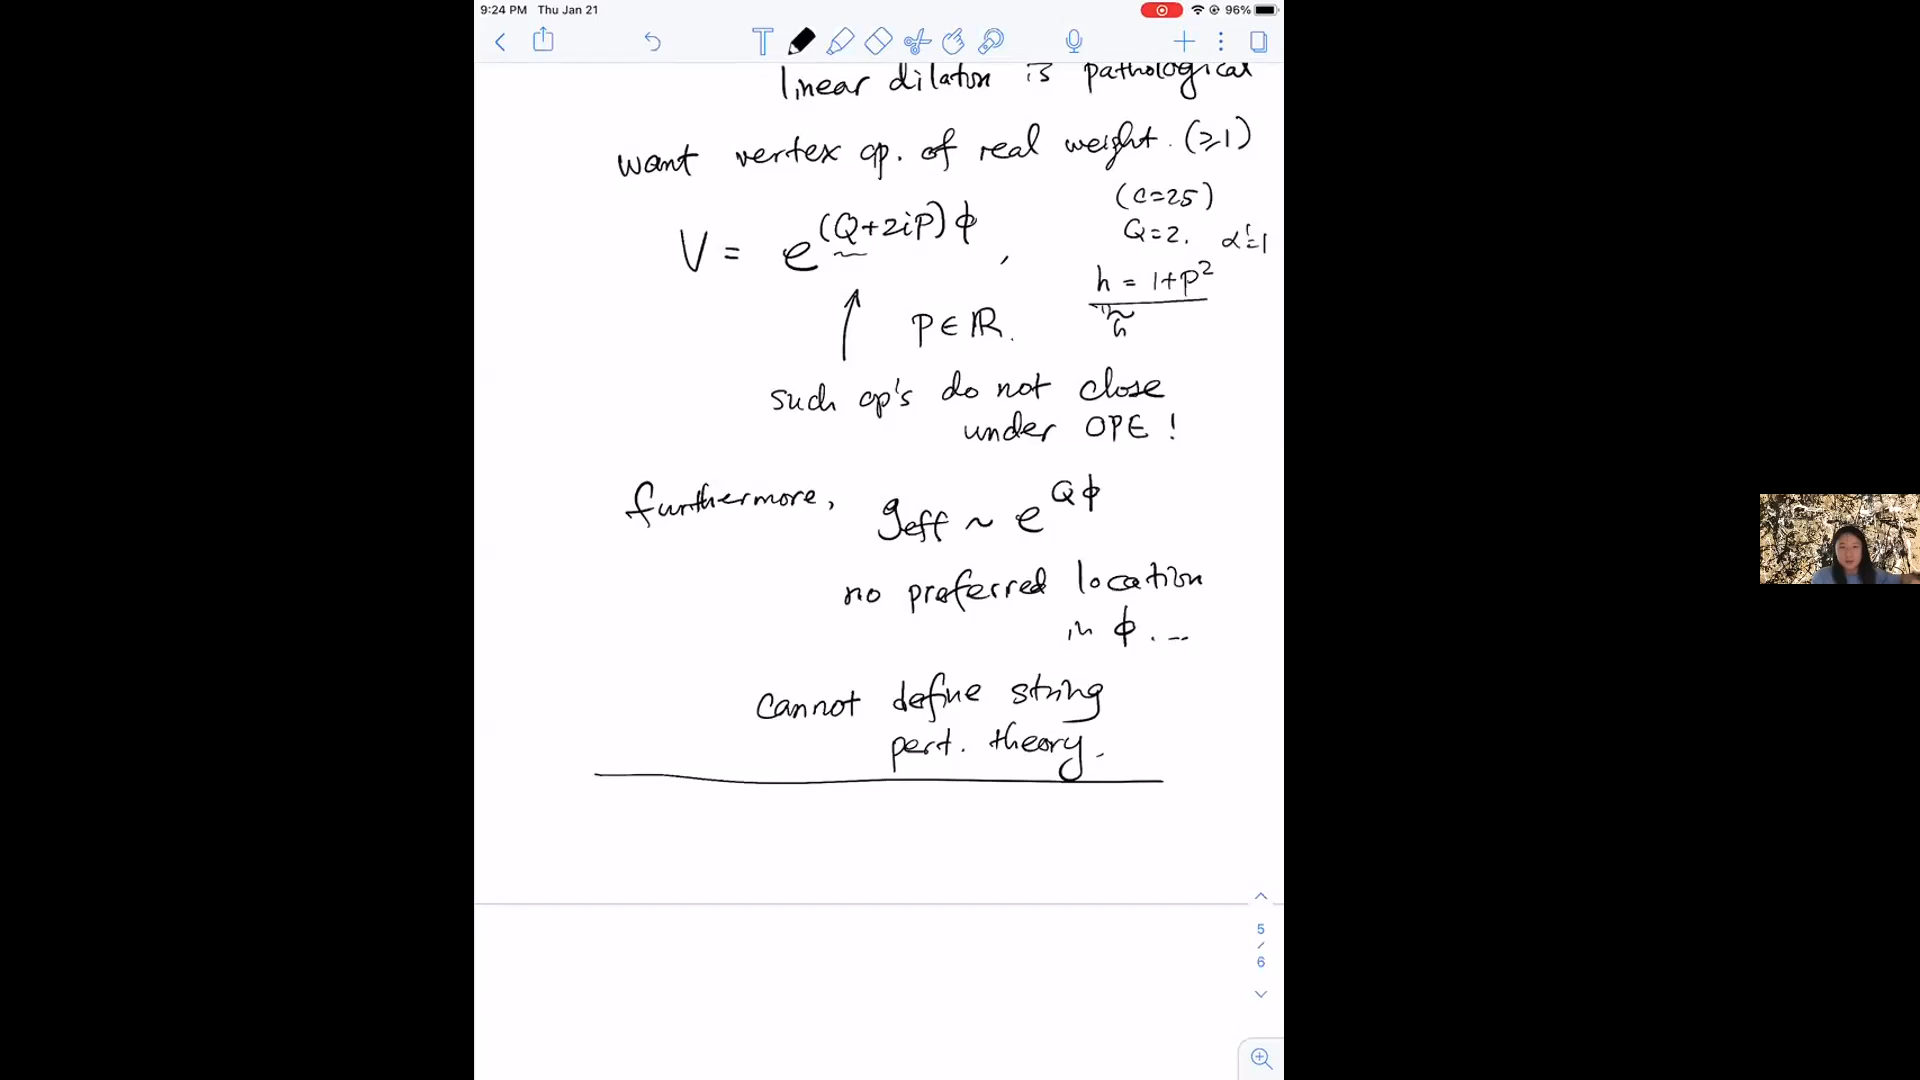 9:24 PM Thu Jan 21
96%
linear dilaton is pathological
want vertex op. of real weight. (≥1)
(c=25)
V = e^{(Q+2iP)ϕ},
Q=2. α'=1
h = 1+P²
h̃
P∈ℝ.
such op's do not close
under OPE !
furthermore, g_eff ~ e^{Qϕ}
no preferred location
in ϕ. ...
cannot define string
pert. theory.
5
/
6